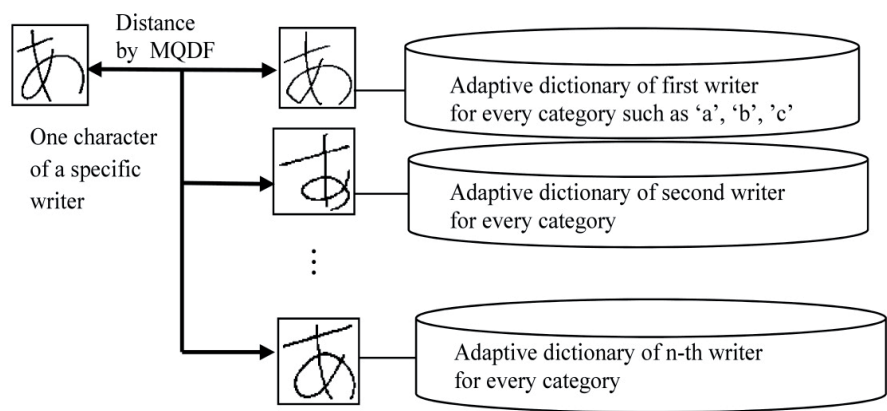 Distance
by MQDF
あ
One character
of a specific
writer
あ
Adaptive dictionary of first writer
for every category such as ‘a’, ‘b’, ’c’
あ
Adaptive dictionary of second writer
for every category
⋮
あ
Adaptive dictionary of n-th writer
for every category